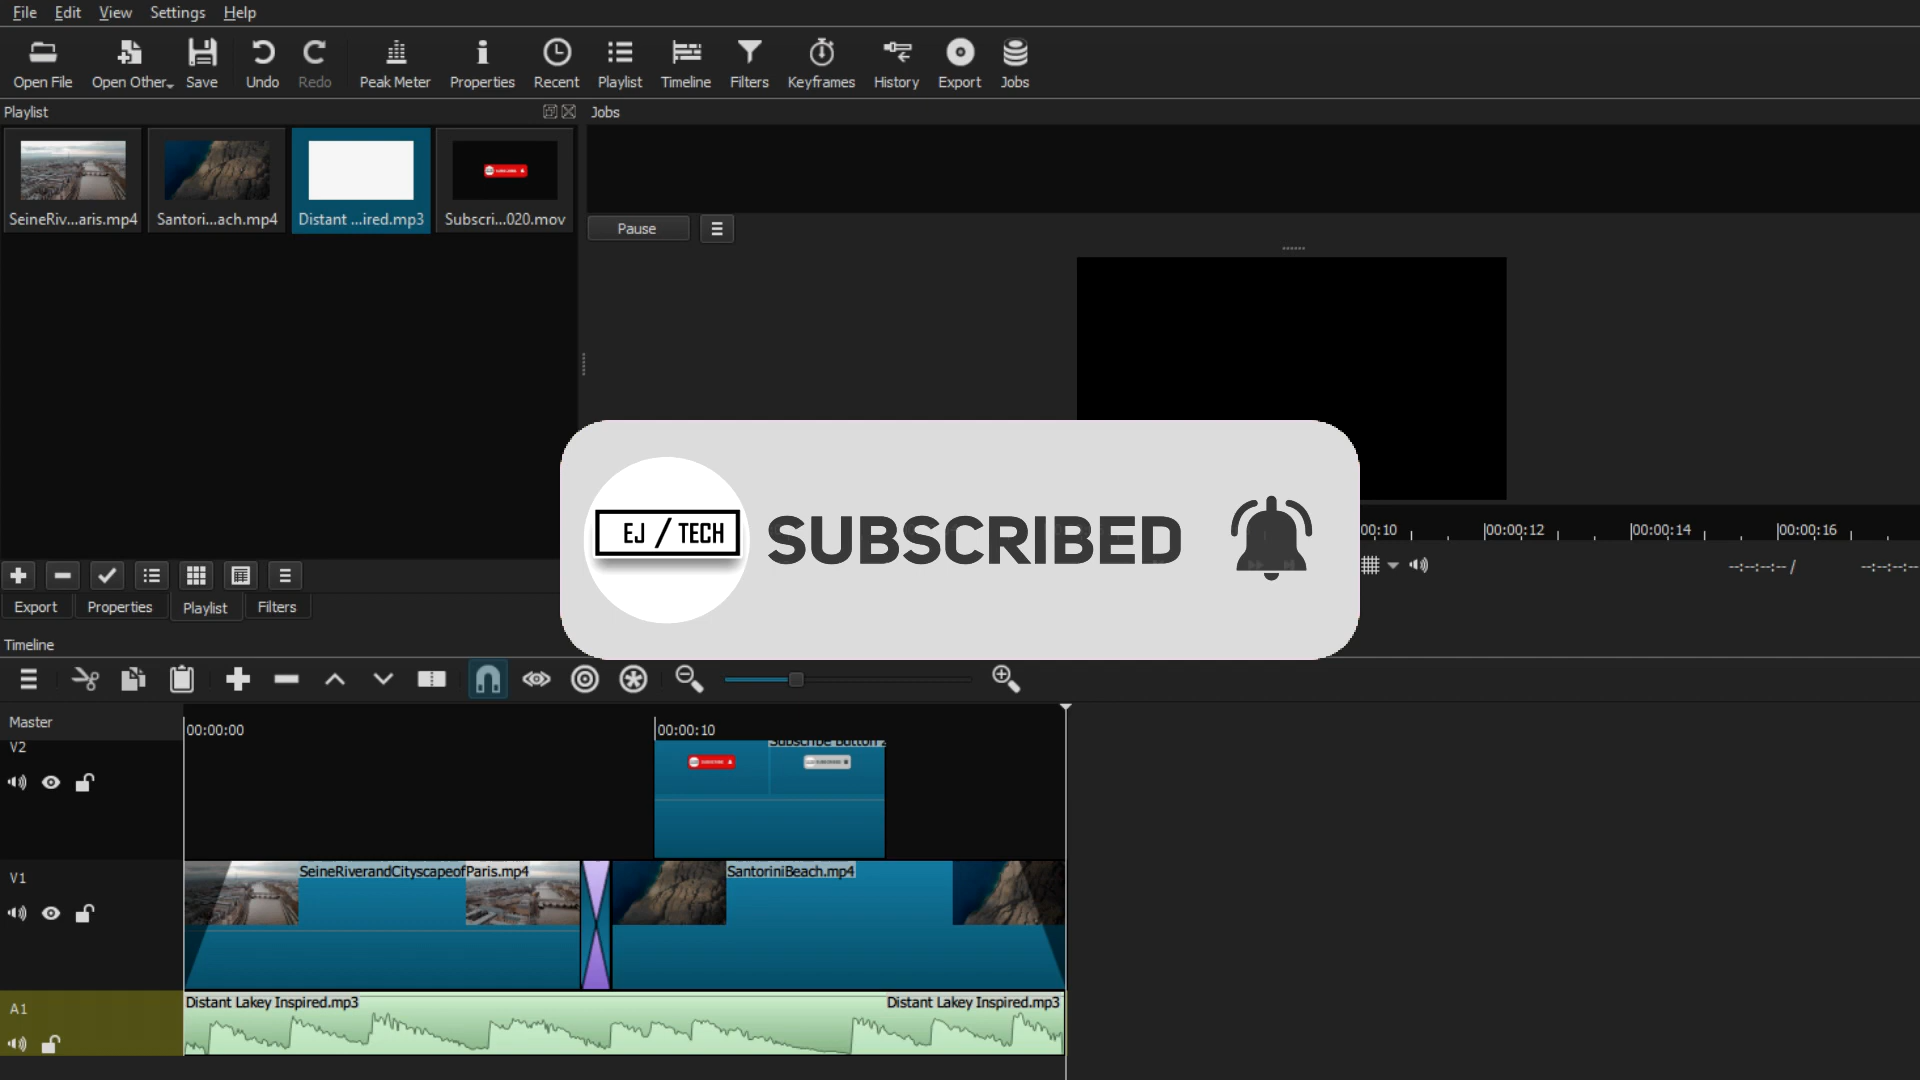 File Edit View Settings Help
Open File Open Other Save Undo Redo Peak Meter Properties Recent Playlist Timeline Filters Keyframes History Export Jobs
Playlist Jobs
SeineRiv...aris.mp4 Santori...ach.mp4 Distant ...ired.mp3 Subscri...020.mov
Pause
EJ / TECH SUBSCRIBED
00:10 00:00:12 00:00:14 00:00:16
--:--:--:-- / --:--:--:--
Export Properties Playlist Filters
Timeline
Master
00:00:00 00:00:10
V2 Subscribe Button 2
V1 SeineRiverandCityscapeofParis.mp4 SantoriniBeach.mp4
A1 Distant Lakey Inspired.mp3 Distant Lakey Inspired.mp3